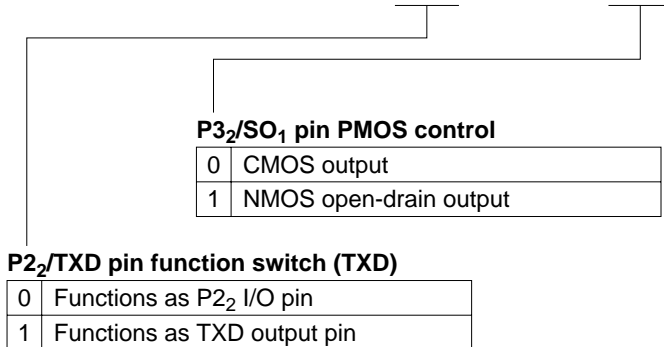 P3₂/SO₁ pin PMOS control
0 CMOS output
1 NMOS open-drain output
P2₂/TXD pin function switch (TXD)
0 Functions as P2₂ I/O pin
1 Functions as TXD output pin